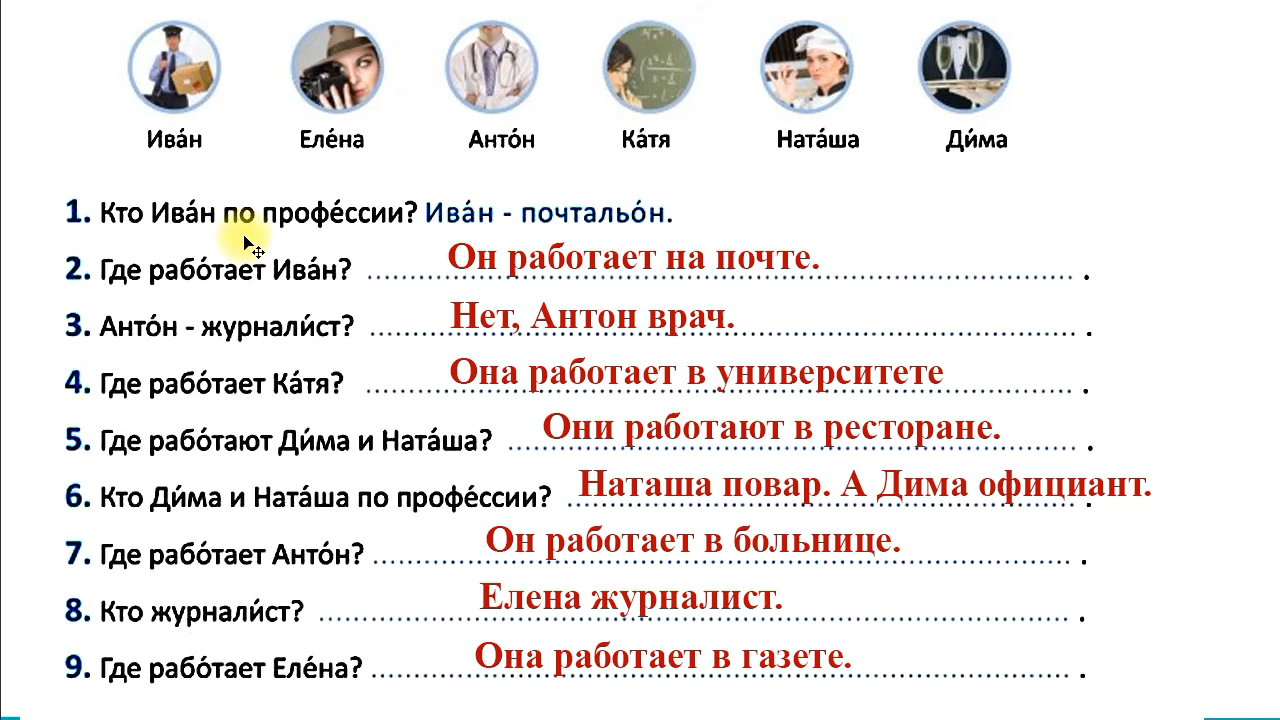 Ива́н Еле́на Анто́н Ка́тя Ната́ша Ди́ма
1. Кто Ива́н по профе́ссии? Ива́н - почтальо́н.
2. Где рабо́тает Ива́н? Он работает на почте. .
3. Анто́н - журнали́ст? Нет, Антон врач. .
4. Где рабо́тает Ка́тя? Она работает в университете .
5. Где рабо́тают Ди́ма и Ната́ша? Они работают в ресторане. .
6. Кто Ди́ма и Ната́ша по профе́ссии? Наташа повар. А Дима официант. .
7. Где рабо́тает Анто́н? Он работает в больнице. .
8. Кто журнали́ст? Елена журналист. .
9. Где рабо́тает Еле́на? Она работает в газете. .